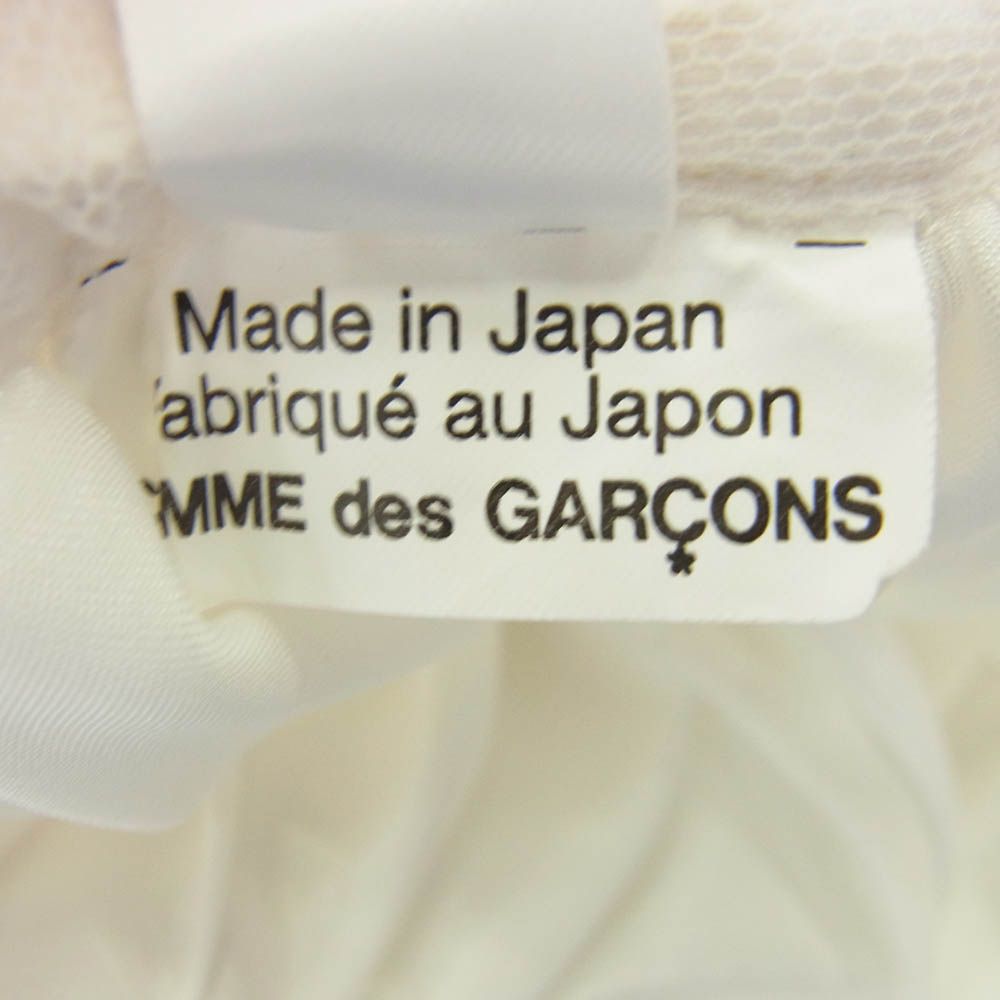 Made in Japan
abriqué au Japon
MME des GARÇONS